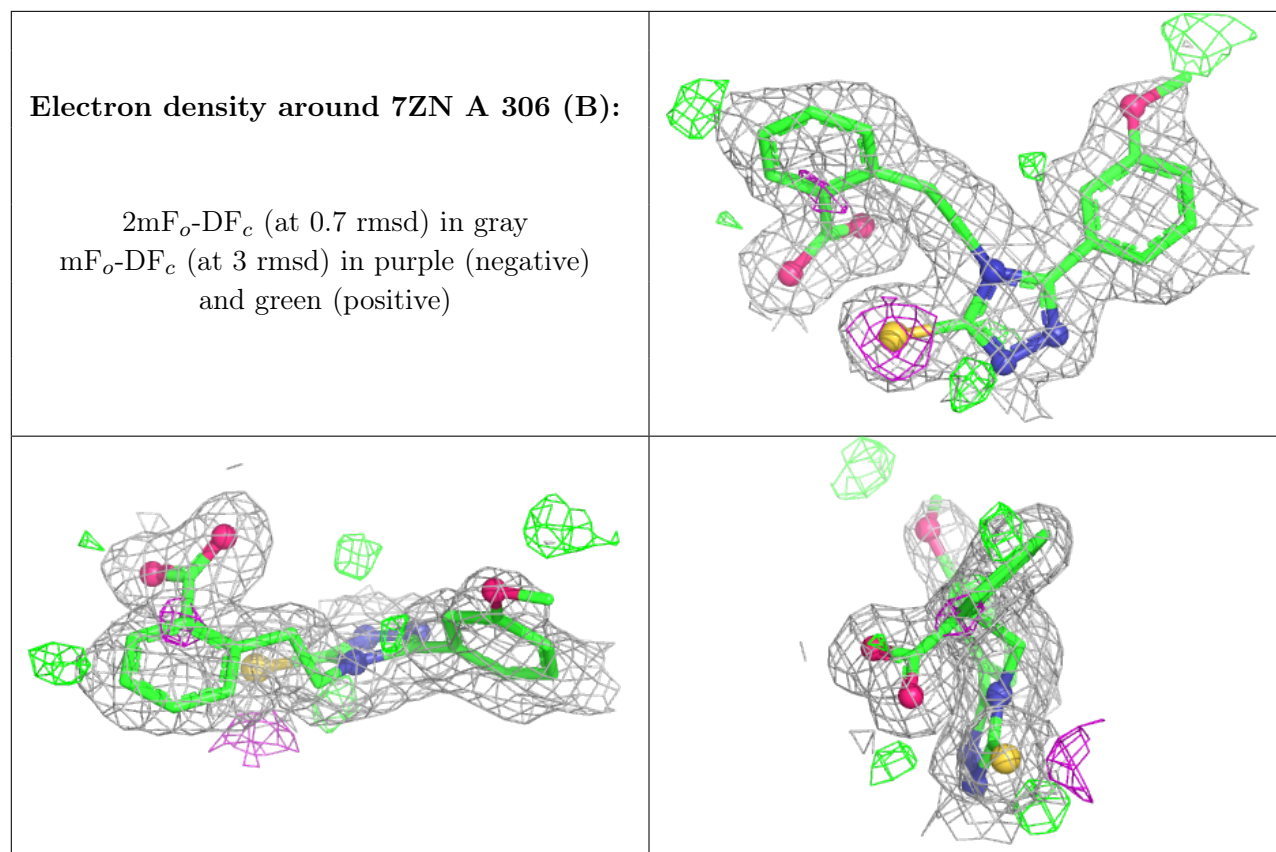 Electron density around 7ZN A 306 (B):
2mFo-DFc (at 0.7 rmsd) in gray
mFo-DFc (at 3 rmsd) in purple (negative)
and green (positive)